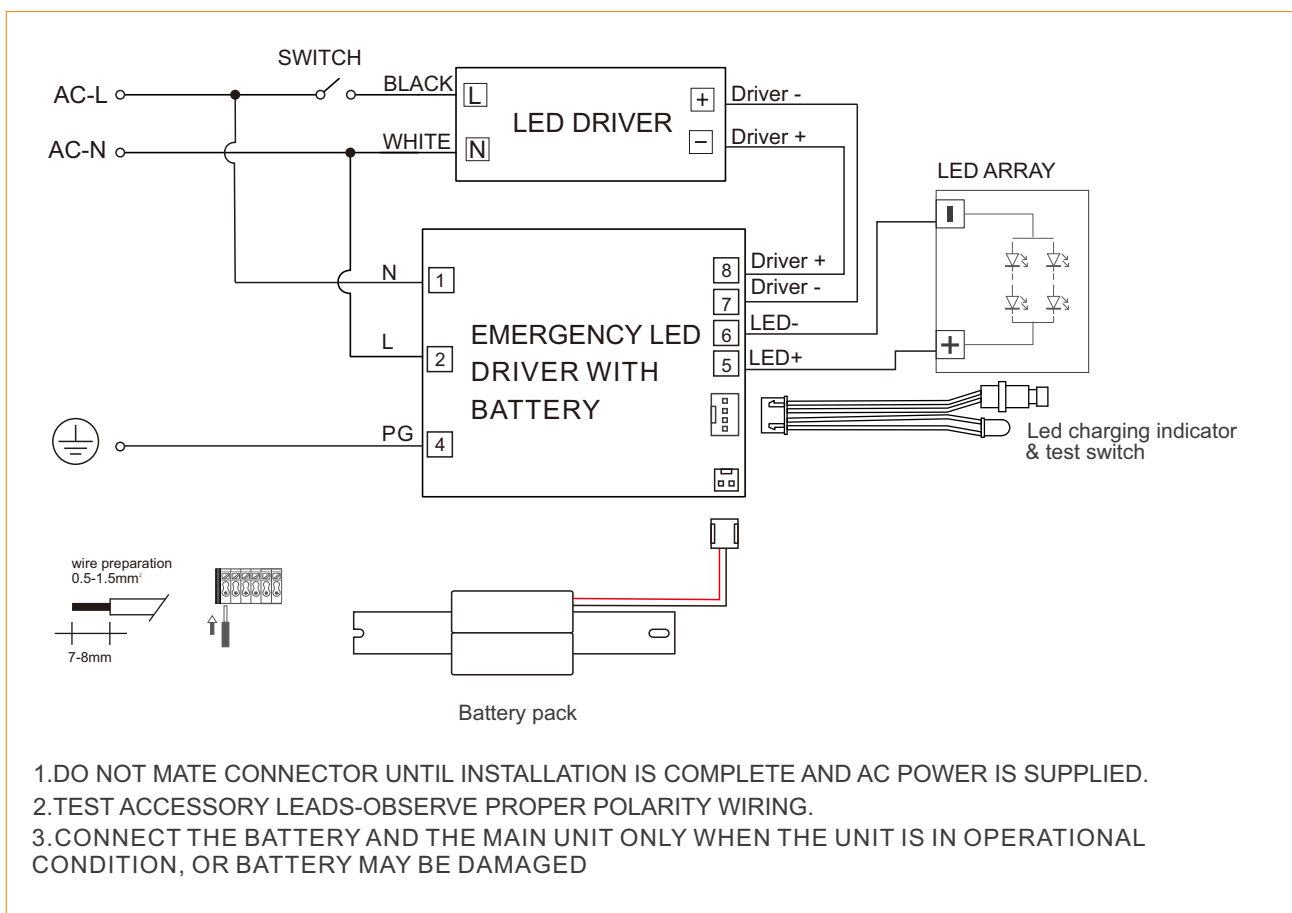 SWITCH
AC-L
BLACK
L
LED DRIVER
+
Driver -
AC-N
WHITE
N
−
Driver +
LED ARRAY
N
1
8
Driver +
7
Driver -
L
2
EMERGENCY LED
DRIVER WITH
BATTERY
6
LED-
5
LED+
+
PG
4
Led charging indicator
& test switch
wire preparation
0.5-1.5mm²
7-8mm
Battery pack
1.DO NOT MATE CONNECTOR UNTIL INSTALLATION IS COMPLETE AND AC POWER IS SUPPLIED.
2.TEST ACCESSORY LEADS-OBSERVE PROPER POLARITY WIRING.
3.CONNECT THE BATTERY AND THE MAIN UNIT ONLY WHEN THE UNIT IS IN OPERATIONAL
CONDITION, OR BATTERY MAY BE DAMAGED